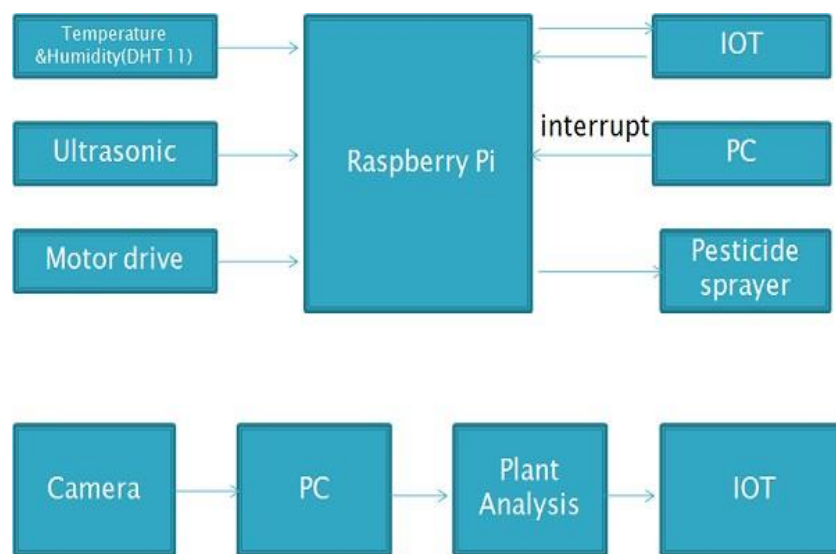 Temperature
&Humidity(DHT 11)
Ultrasonic
Motor drive
Raspberry Pi
IOT
interrupt
PC
Pesticide
sprayer
Camera
PC
Plant
Analysis
IOT